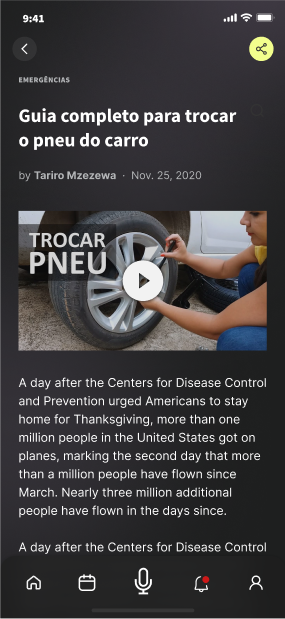 9:41
EMERGÊNCIAS
Guia completo para trocar
o pneu do carro
by Tariro Mzezewa · Nov. 25, 2020
TROCAR
PNEU
A day after the Centers for Disease Control
and Prevention urged Americans to stay
home for Thanksgiving, more than one
million people in the United States got on
planes, marking the second day that more
than a million people have flown since
March. Nearly three million additional
people have flown in the days since.
A day after the Centers for Disease Control